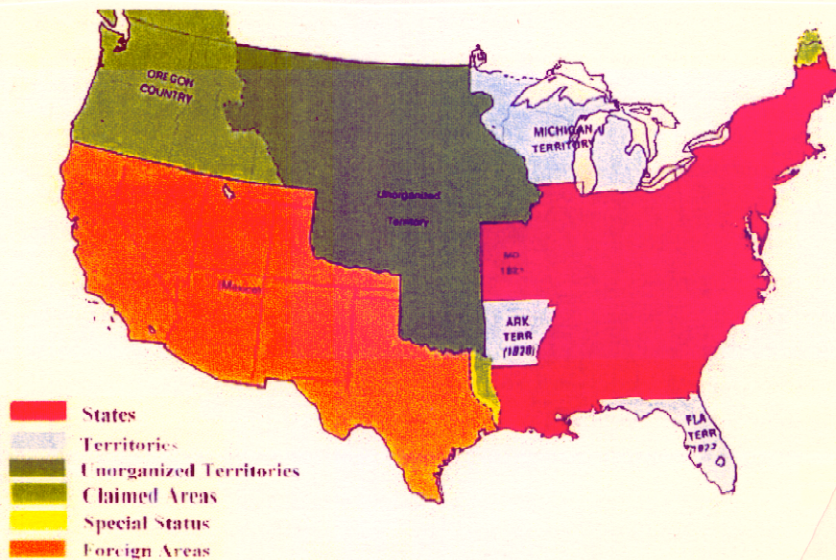 OREGON
COUNTRY
MICHIGAN
TERRITORY
Unorganized
Territory
MO
Mexico
ARK
TERR
(1828)
FLA
TERR
States
Territories
Unorganized Territories
Claimed Areas
Special Status
Foreign Areas